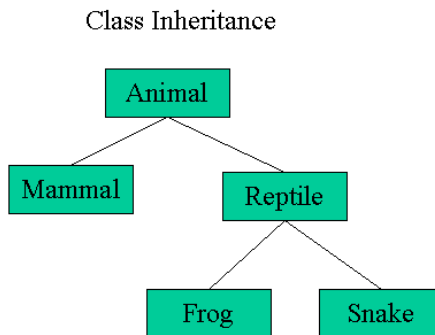 Class Inheritance
Animal
Mammal
Reptile
Frog
Snake